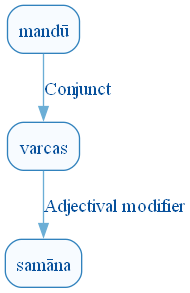 mandū
Conjunct
varcas
Adjectival modifier
samāna